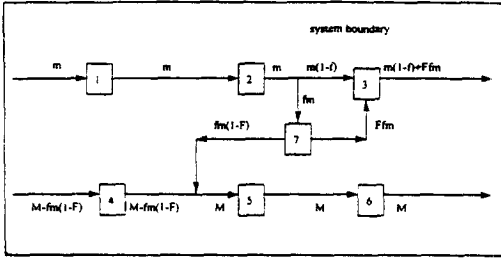 system boundary
m
m
m
m(1-f)
m(1-f)+Ffm
1
2
3
fm
fm(1-F)
7
Ffm
4
5
6
M-fm(1-F)
M-fm(1-F)
M
M
M